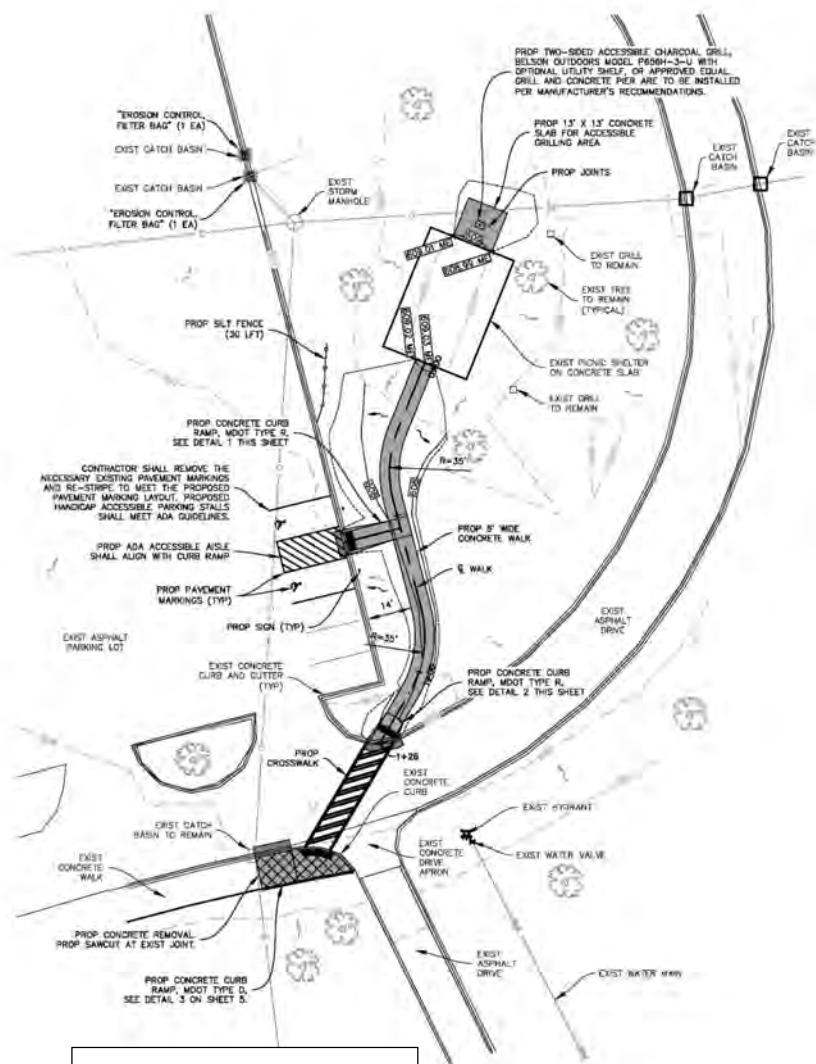 PROP TWO-SIDED ACCESSIBLE CHARCOAL GRILL,
BELSON OUTDOORS MODEL P656H-3-U WITH
OPTIONAL UTILITY SHELF, OR APPROVED EQUAL.
GRILL AND CONCRETE PIER ARE TO BE INSTALLED
PER MANUFACTURER'S RECOMMENDATIONS.
"EROSION CONTROL,
FILTER BAG" (1 EA)
EXIST CATCH BASIN
EXIST CATCH BASIN
"EROSION CONTROL,
FILTER BAG" (1 EA)
EXIST
STORM
MANHOLE
PROP 13' X 13' CONCRETE
SLAB FOR ACCESSIBLE
GRILLING AREA
PROP JOINTS
EXIST
CATCH
BASIN
EXIST
CATCH
BASIN
EXIST GRILL
TO REMAIN
EXIST TREE
TO REMAIN
(TYPICAL)
PROP SILT FENCE
(30 LFT)
EXIST PICNIC SHELTER
ON CONCRETE SLAB
EXIST GRILL
TO REMAIN
PROP CONCRETE CURB
RAMP, MDOT TYPE R,
SEE DETAIL 1 THIS SHEET
R=35'
CONTRACTOR SHALL REMOVE THE
NECESSARY EXISTING PAVEMENT MARKINGS
AND RE-STRIPE TO MEET THE PROPOSED
PAVEMENT MARKING LAYOUT. PROPOSED
HANDICAP ACCESSIBLE PARKING STALLS
SHALL MEET ADA GUIDELINES.
PROP ADA ACCESSIBLE AISLE
SHALL ALIGN WITH CURB RAMP
PROP 5' WIDE
CONCRETE WALK
℄ WALK
PROP PAVEMENT
MARKINGS (TYP)
14'
PROP SIGN (TYP)
R=35'
EXIST
ASPHALT
DRIVE
EXIST ASPHALT
PARKING LOT
EXIST CONCRETE
CURB AND GUTTER
(TYP)
PROP CONCRETE CURB
RAMP, MDOT TYPE R,
SEE DETAIL 2 THIS SHEET
1+26
PROP
CROSSWALK
EXIST
CONCRETE
CURB
EXIST CATCH
BASIN TO REMAIN
EXIST HYDRANT
EXIST WATER VALVE
EXIST
CONCRETE
WALK
EXIST
CONCRETE
DRIVE
APRON
PROP CONCRETE REMOVAL.
PROP SAWCUT AT EXIST JOINT.
PROP CONCRETE CURB
RAMP, MDOT TYPE D,
SEE DETAIL 3 ON SHEET 5.
EXIST
ASPHALT
DRIVE
EXIST WATER MAIN